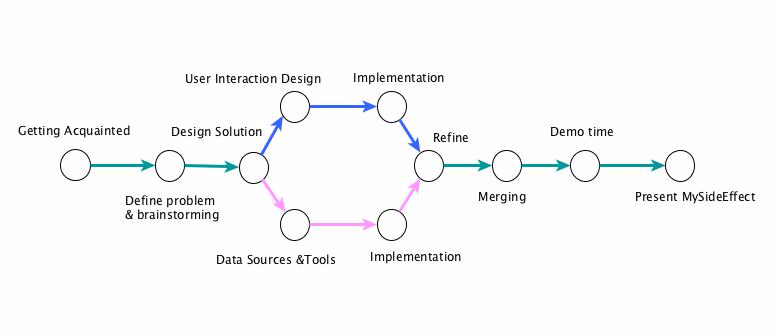 User Interaction Design
Implementation
Getting Acquainted
Design Solution
Refine
Demo time
Define problem
& brainstorming
Merging
Present MySideEffect
Data Sources &Tools
Implementation